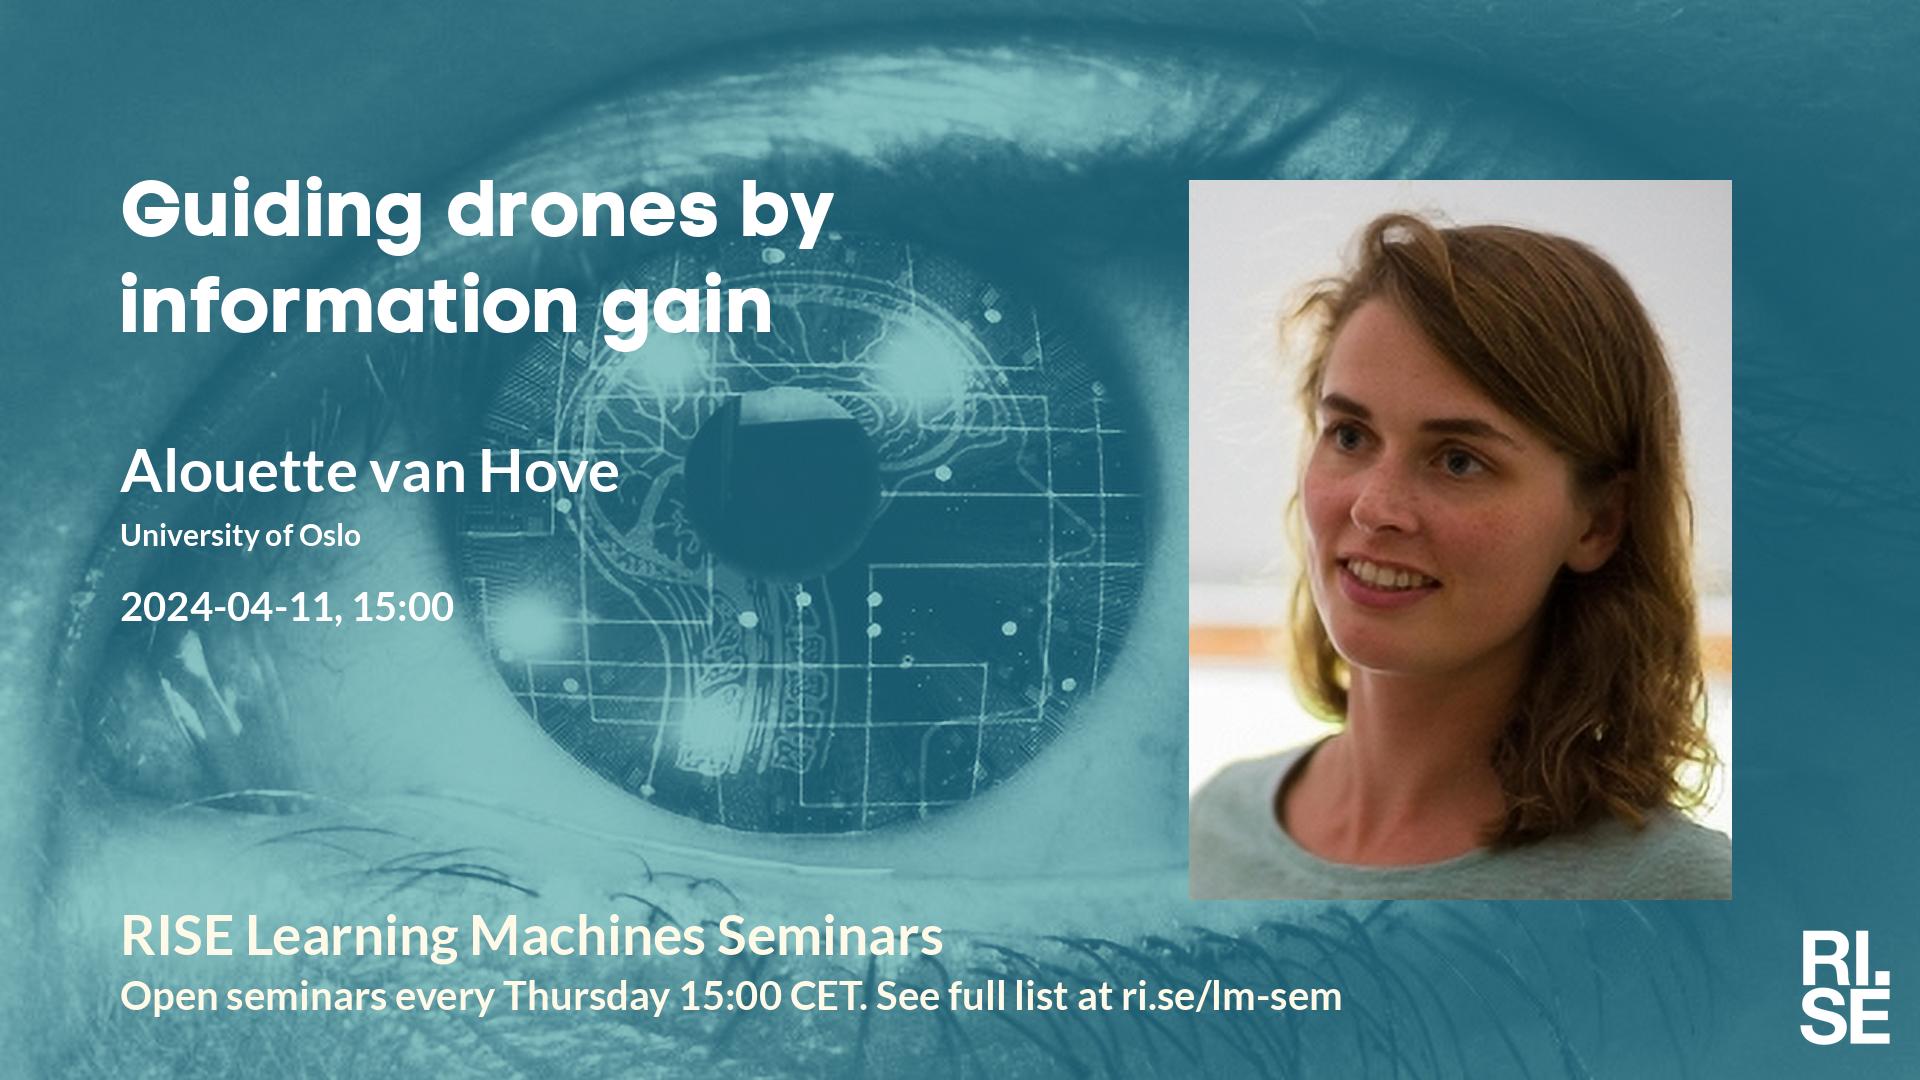 Guiding drones by
information gain
Alouette van Hove
University of Oslo
2024-04-11, 15:00
RISE Learning Machines Seminars
Open seminars every Thursday 15:00 CET. See full list at ri.se/lm-sem
RI.
SE